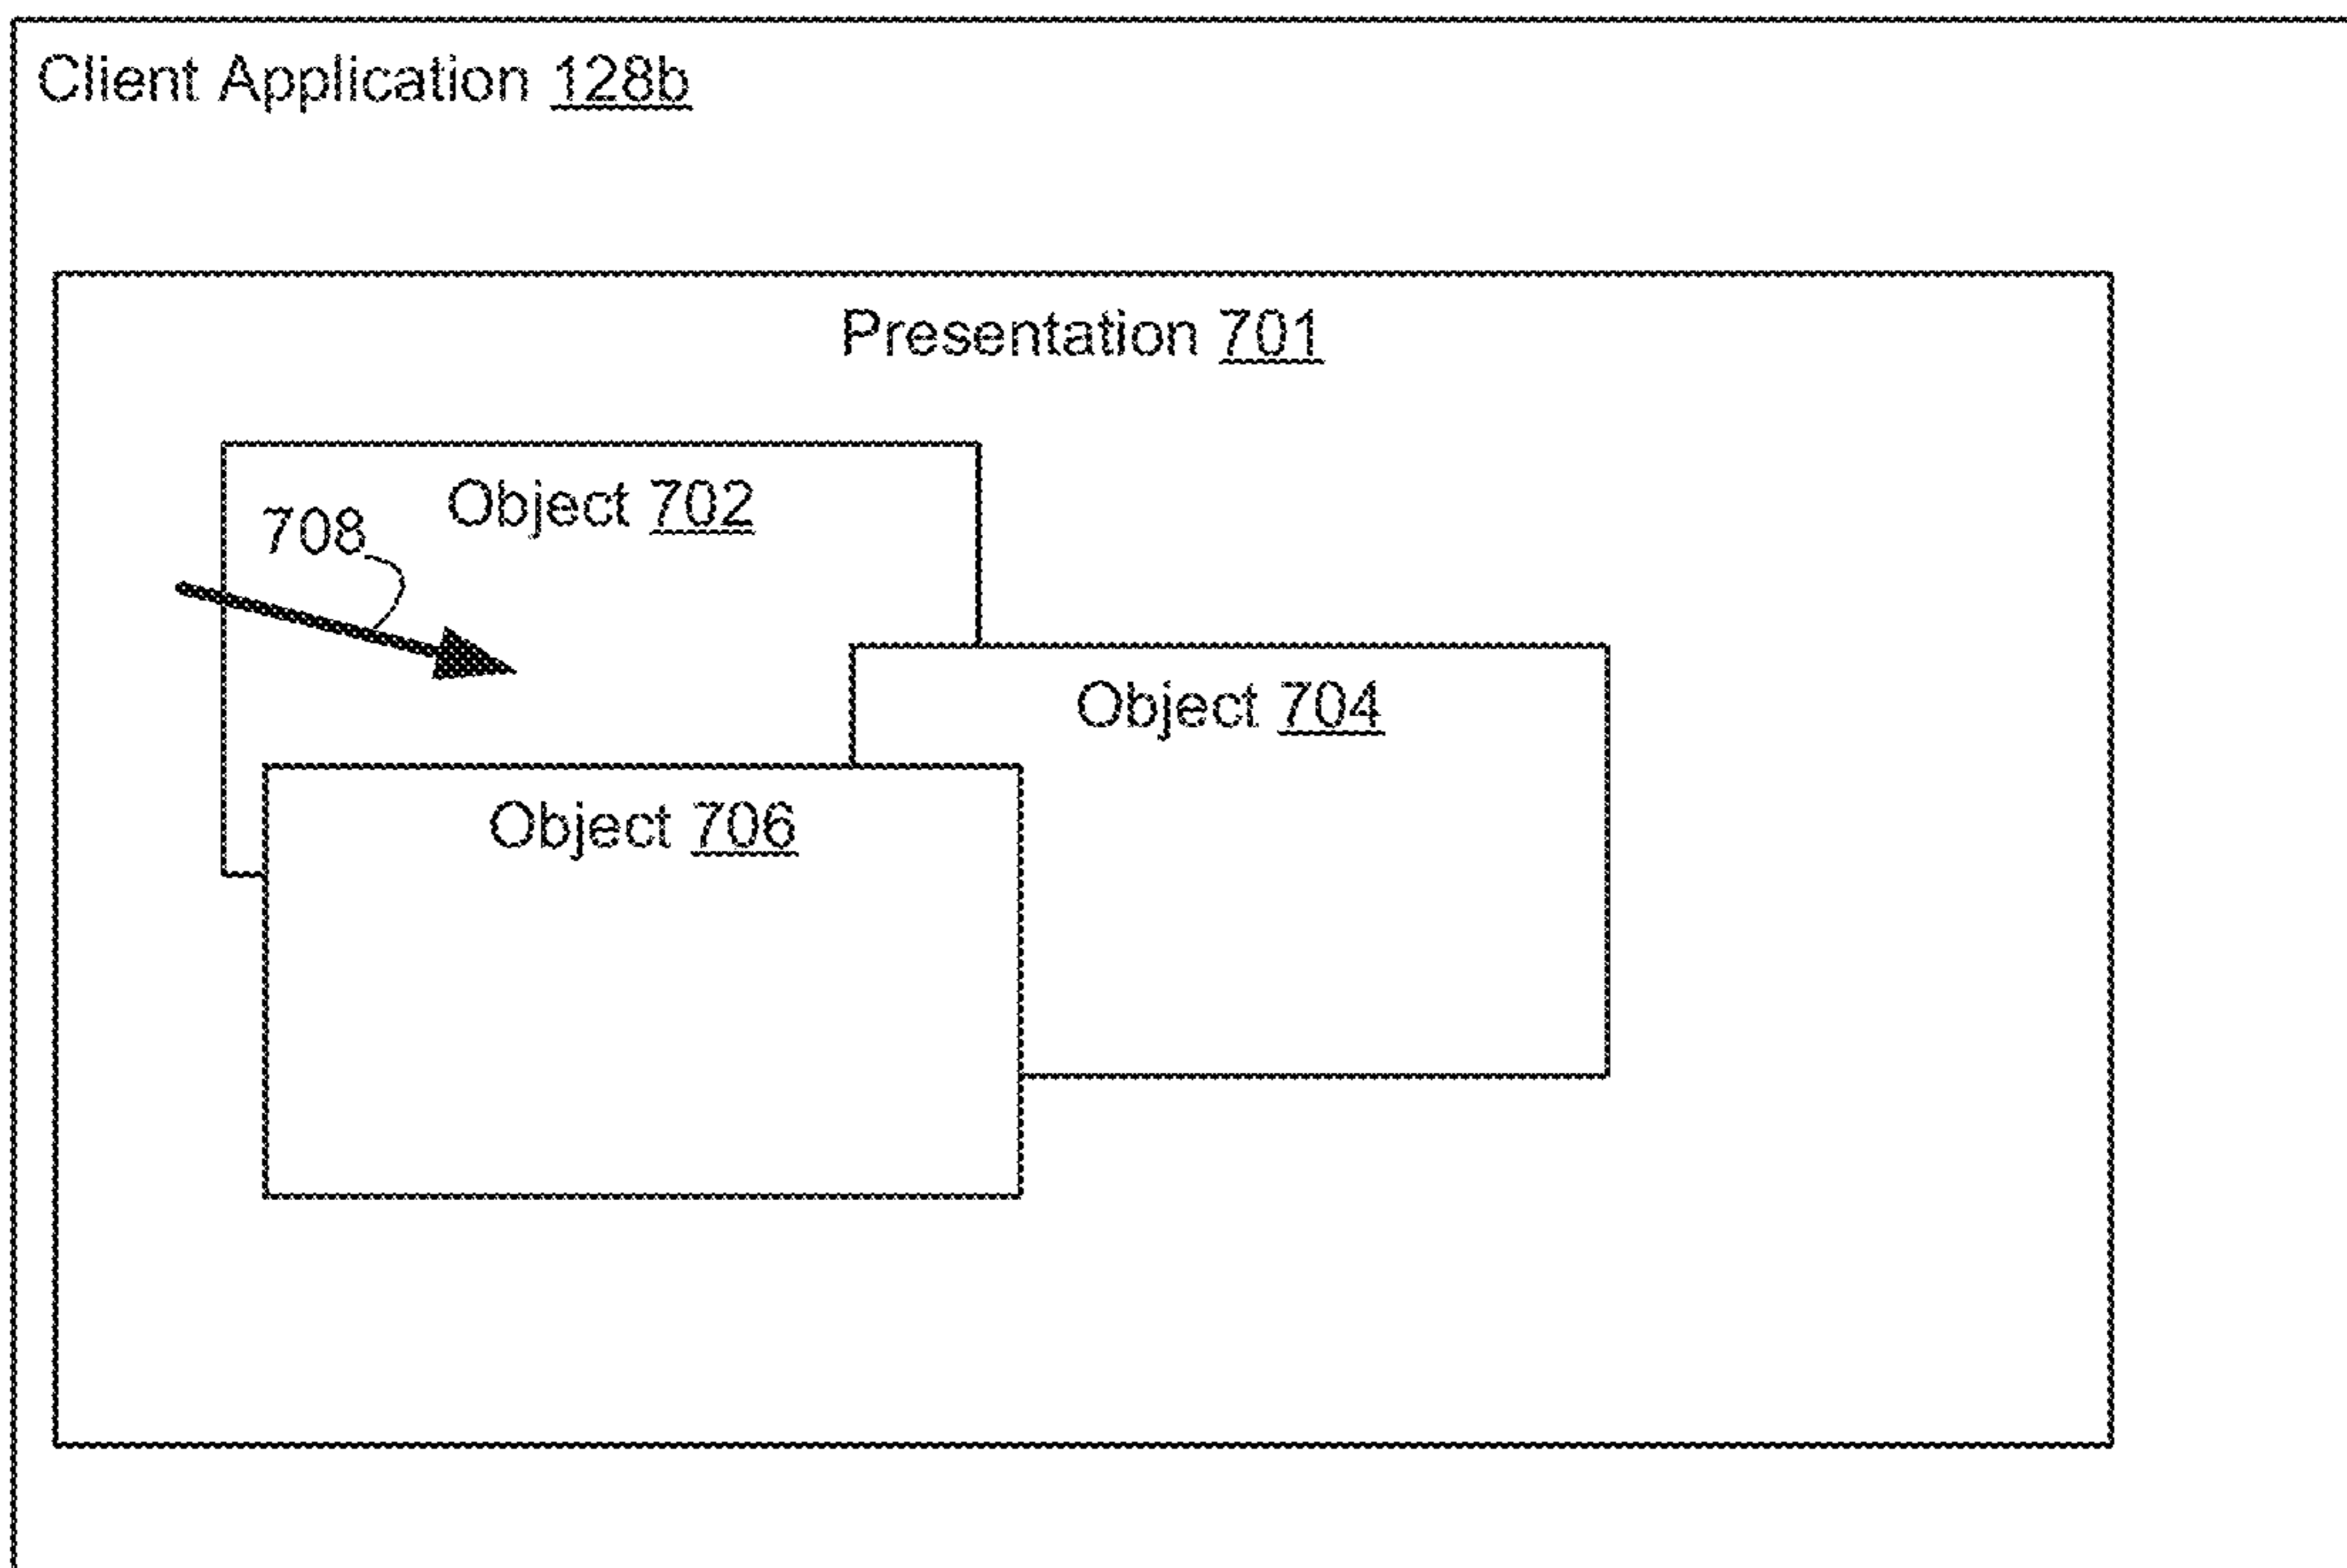 Client Application 128b
Presentation 701
Object 702
708
Object 704
Object 706